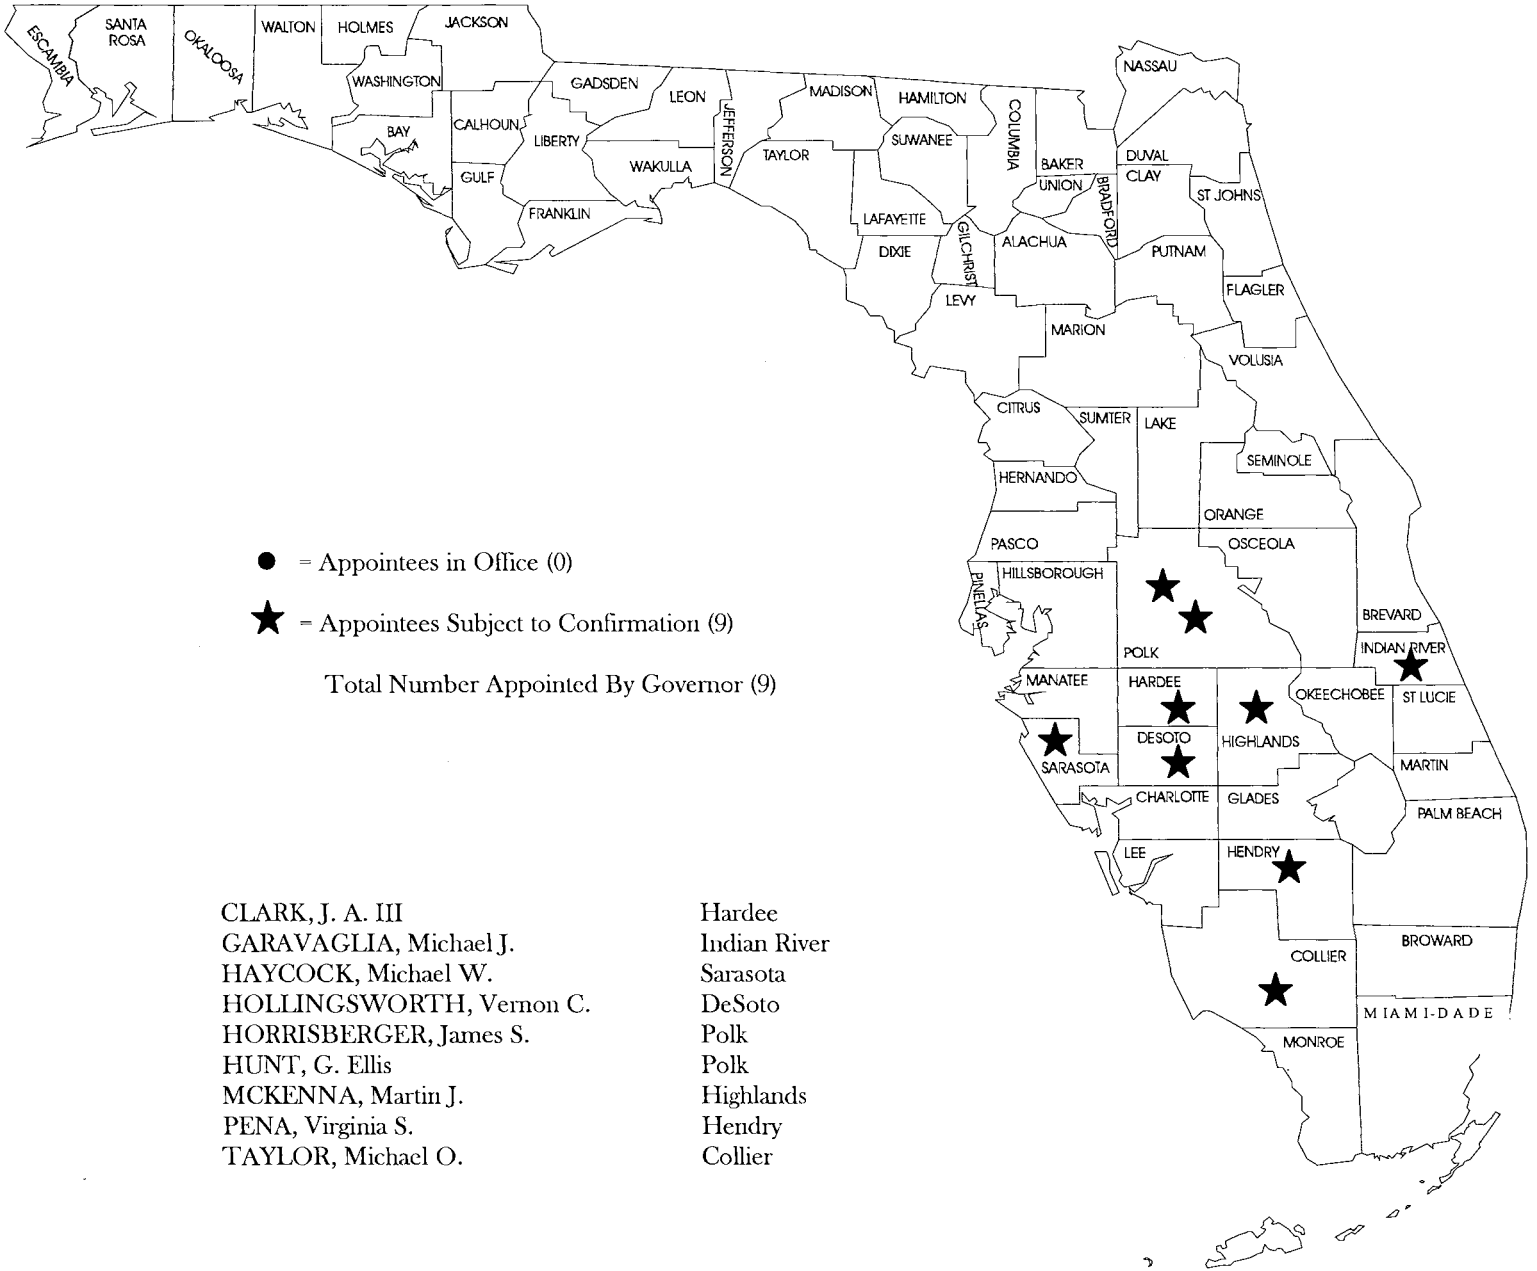 ESCAMBIA
SANTA
ROSA
OKALOOSA
WALTON
HOLMES
JACKSON
WASHINGTON
BAY
CALHOUN
GULF
GADSDEN
LIBERTY
FRANKLIN
LEON
WAKULLA
JEFFERSON
MADISON
TAYLOR
HAMILTON
SUWANEE
LAFAYETTE
DIXIE
COLUMBIA
GILCHRIST
LEVY
NASSAU
BAKER
UNION
BRADFORD
ALACHUA
DUVAL
CLAY
ST JOHNS
PUTNAM
FLAGLER
MARION
VOLUSIA
CITRUS
SUMTER
LAKE
SEMINOLE
HERNANDO
ORANGE
PASCO
OSCEOLA
HILLSBOROUGH
PINELLAS
BREVARD
POLK
INDIAN RIVER
MANATEE
HARDEE
OKEECHOBEE
ST LUCIE
DESOTO
HIGHLANDS
SARASOTA
MARTIN
CHARLOTTE
GLADES
PALM BEACH
LEE
HENDRY
BROWARD
COLLIER
MIAMI-DADE
MONROE
= Appointees in Office (0)
= Appointees Subject to Confirmation (9)
Total Number Appointed By Governor (9)
CLARK, J. A. III Hardee
GARAVAGLIA, Michael J. Indian River
HAYCOCK, Michael W. Sarasota
HOLLINGSWORTH, Vernon C. DeSoto
HORRISBERGER, James S. Polk
HUNT, G. Ellis Polk
MCKENNA, Martin J. Highlands
PENA, Virginia S. Hendry
TAYLOR, Michael O. Collier